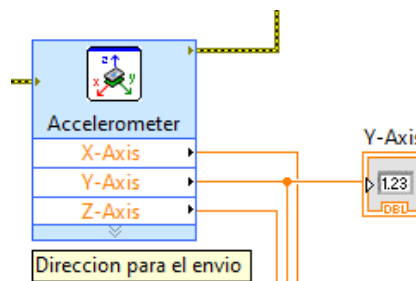 z
x y
Accelerometer
X-Axis
Y-Axis
Y-Axis
1.23
DBL
Z-Axis
Direccion para el envio